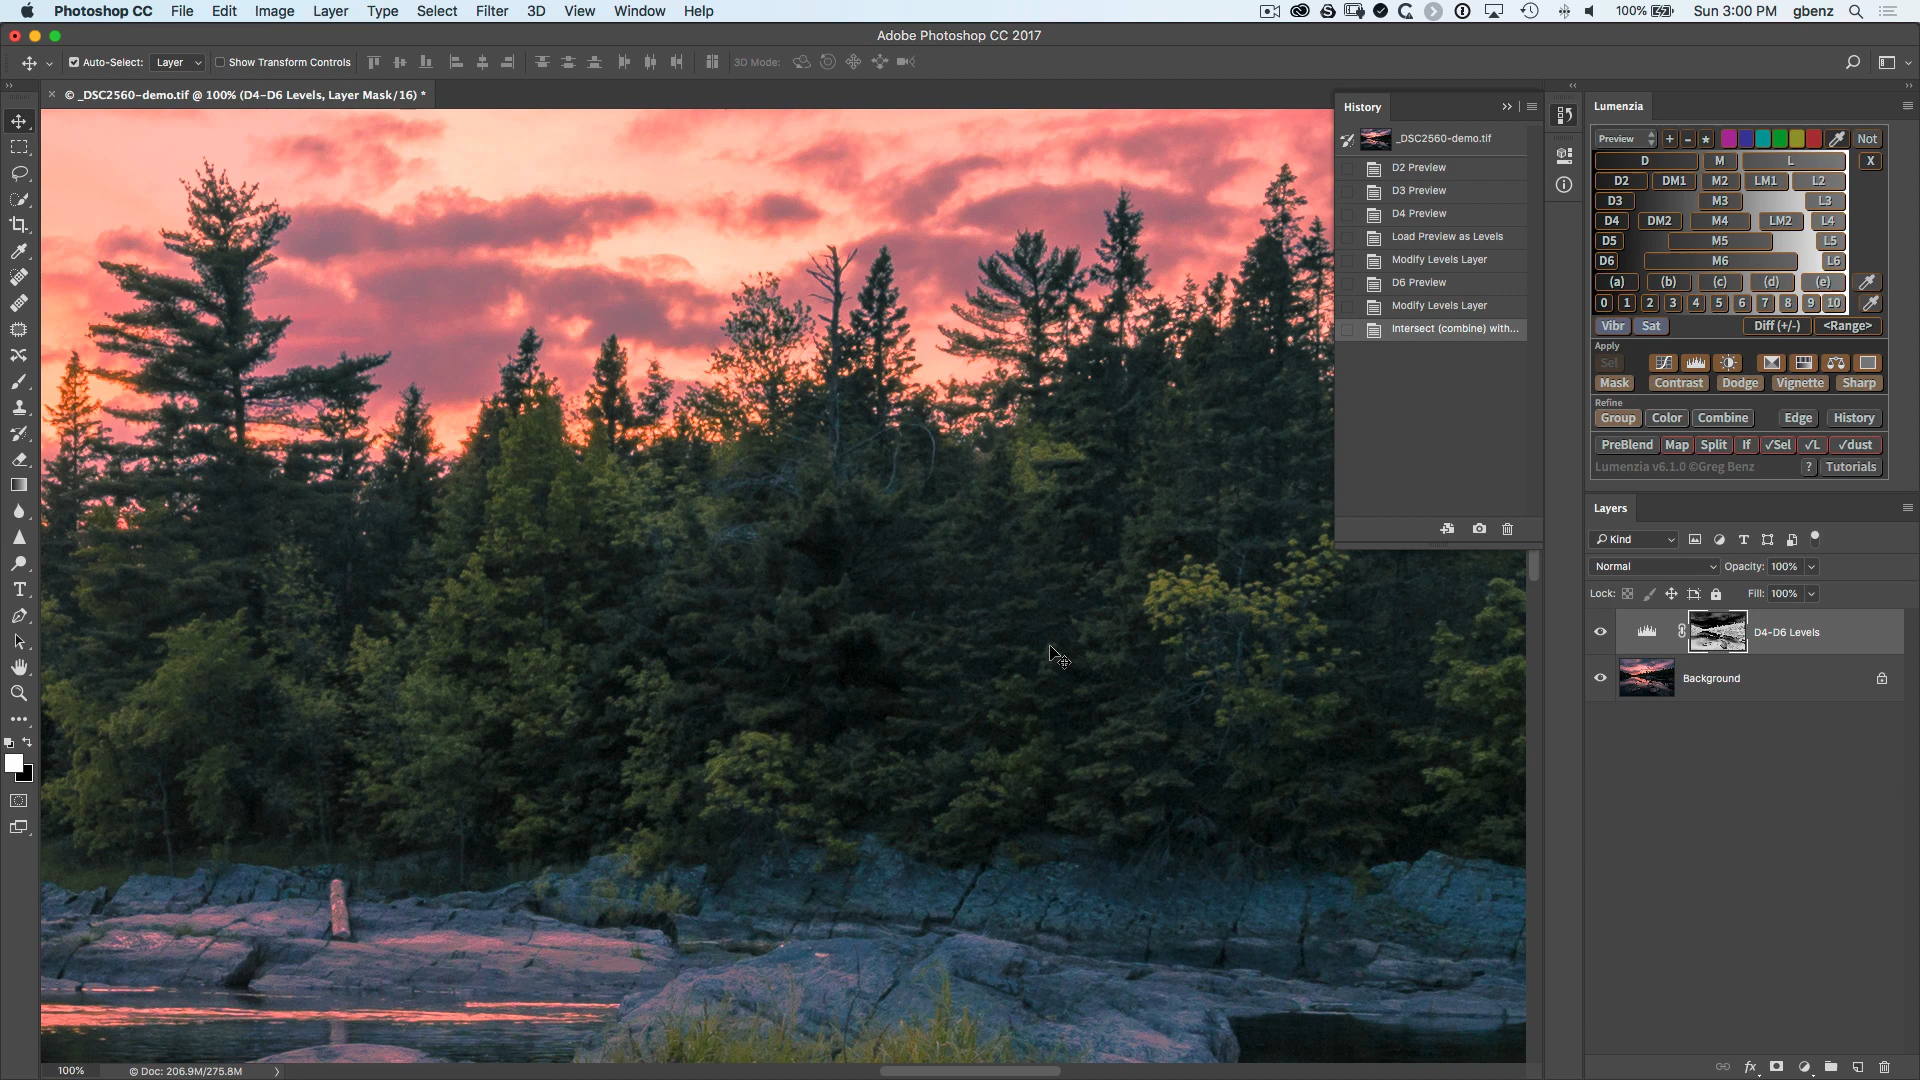 Photoshop CC File Edit Image Layer Type Select Filter 3D View Window Help 100% Sun 3:00 PM gbenz
Adobe Photoshop CC 2017
Auto-Select: Layer Show Transform Controls 3D Mode:
© _DSC2560-demo.tif @ 100% (D4-D6 Levels, Layer Mask/16) *
History
_DSC2560-demo.tif
D2 Preview
D3 Preview
D4 Preview
Load Preview as Levels
Modify Levels Layer
D6 Preview
Modify Levels Layer
Intersect (combine) with...
Lumenzia
Preview + - ★ Not
D M L X
D2 DM1 M2 LM1 L2
D3 M3 L3
D4 DM2 M4 LM2 L4
D5 M5 L5
D6 M6 L6
(a) (b) (c) (d) (e)
0 1 2 3 4 5 6 7 8 9 10
Vibr Sat Diff (+/-) <Range>
Apply
Sel
Mask Contrast Dodge Vignette Sharp
Refine
Group Color Combine Edge History
PreBlend Map Split If ✓Sel ✓L ✓dust
Lumenzia v6.1.0 ©Greg Benz ? Tutorials
Layers
Kind
Normal Opacity: 100%
Lock: Fill: 100%
D4-D6 Levels
Background
100% © Doc: 206.9M/275.8M
fx